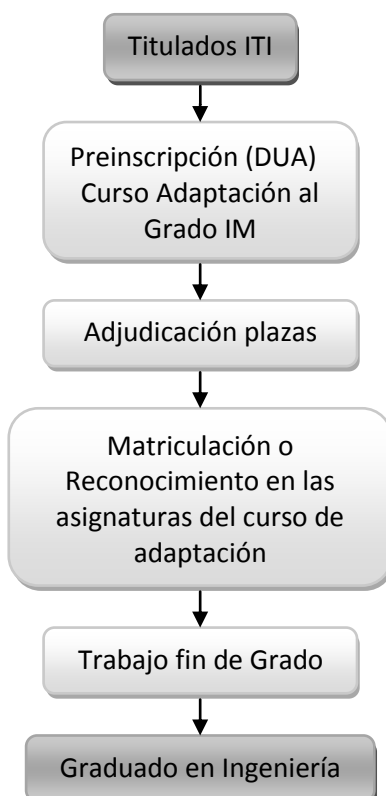 Titulados ITI
Preinscripción (DUA)
Curso Adaptación al
Grado IM
Adjudicación plazas
Matriculación o
Reconocimiento en las
asignaturas del curso de
adaptación
Trabajo fin de Grado
Graduado en Ingeniería